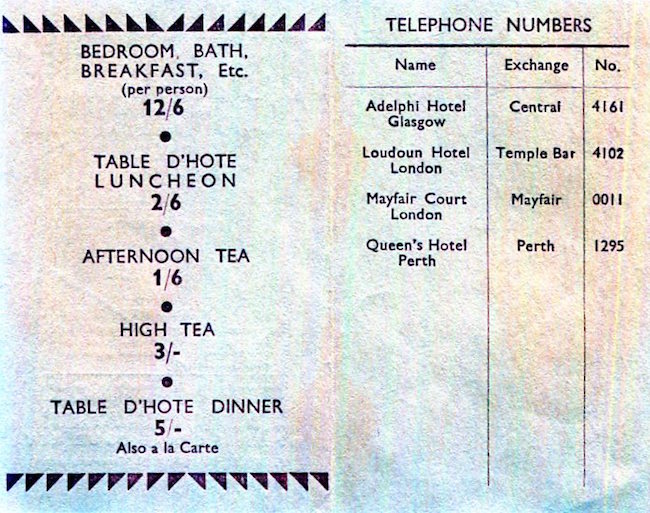 BEDROOM, BATH,
BREAKFAST, Etc.
(per person)
12/6
TABLE D'HOTE
LUNCHEON
2/6
AFTERNOON TEA
1/6
HIGH TEA
3/-
TABLE D'HOTE DINNER
5/-
Also a la Carte
TELEPHONE NUMBERS
Name Exchange No.
Adelphi Hotel Central 4161
Glasgow
Loudoun Hotel Temple Bar 4102
London
Mayfair Court Mayfair 0011
London
Queen's Hotel Perth 1295
Perth